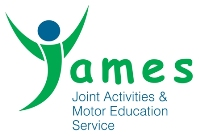 James
Joint Activities &
Motor Education
Service